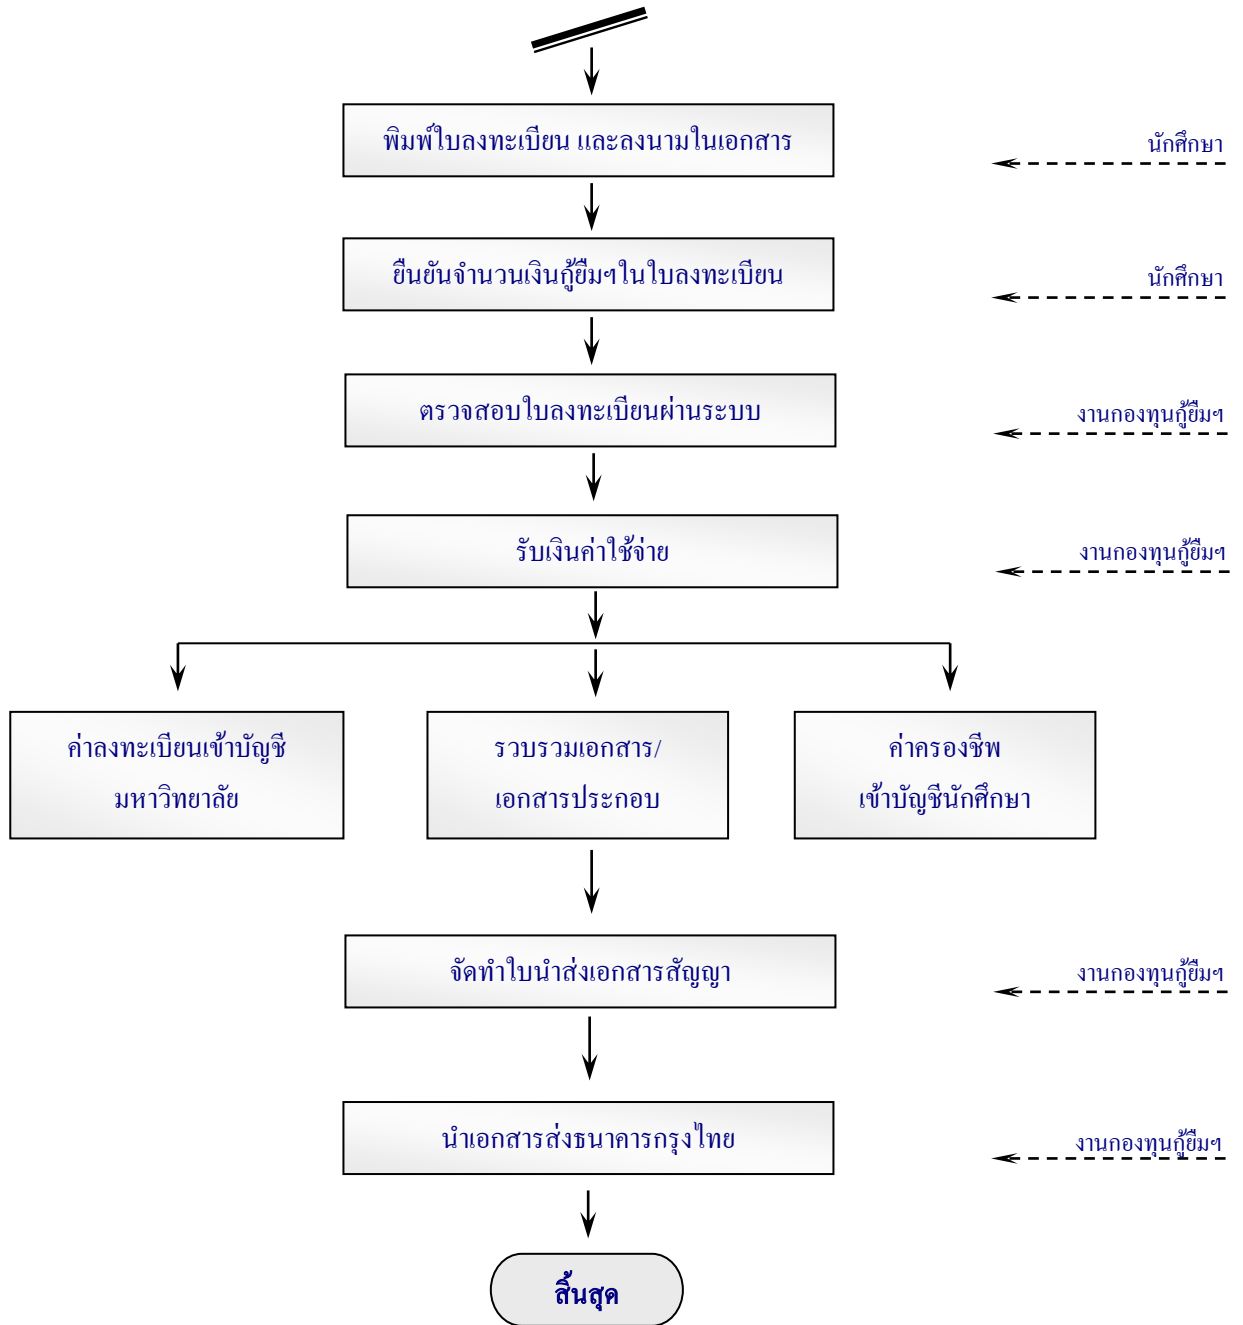 พิมพ์ใบลงทะเบียน และลงนามในเอกสาร
นักศึกษา
ยืนยันจำนวนเงินกู้ยืมฯในใบลงทะเบียน
นักศึกษา
ตรวจสอบใบลงทะเบียนผ่านระบบ
งานกองทุนกู้ยืมฯ
รับเงินค่าใช้จ่าย
งานกองทุนกู้ยืมฯ
ค่าลงทะเบียนเข้าบัญชี
มหาวิทยาลัย
รวบรวมเอกสาร/
เอกสารประกอบ
ค่าครองชีพ
เข้าบัญชีนักศึกษา
จัดทำใบนำส่งเอกสารสัญญา
งานกองทุนกู้ยืมฯ
นำเอกสารส่งธนาคารกรุงไทย
งานกองทุนกู้ยืมฯ
สิ้นสุด